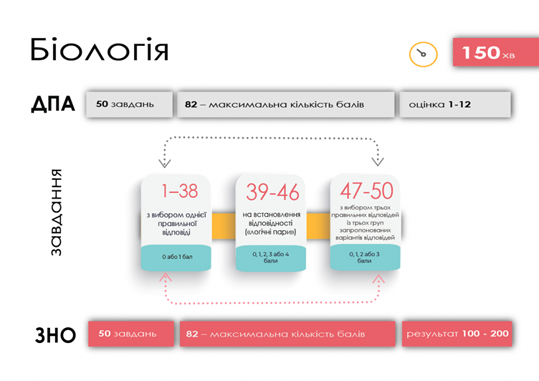 Біологія
150 хв
ДПА
50 завдань
82 – максимальна кількість балів
оцінка 1-12
завдання
1–38
з вибором однієї
правильної
відповіді
0 або 1 бал
39-46
на встановлення
відповідності
(«логічні пари»)
0, 1, 2, 3 або 4
бали
47-50
з вибором трьох
правильних відповідей
із трьох груп
запропонованих
варіантів відповідей
0, 1, 2 або 3
бали
ЗНО
50 завдань
82 – максимальна кількість балів
результат 100 - 200